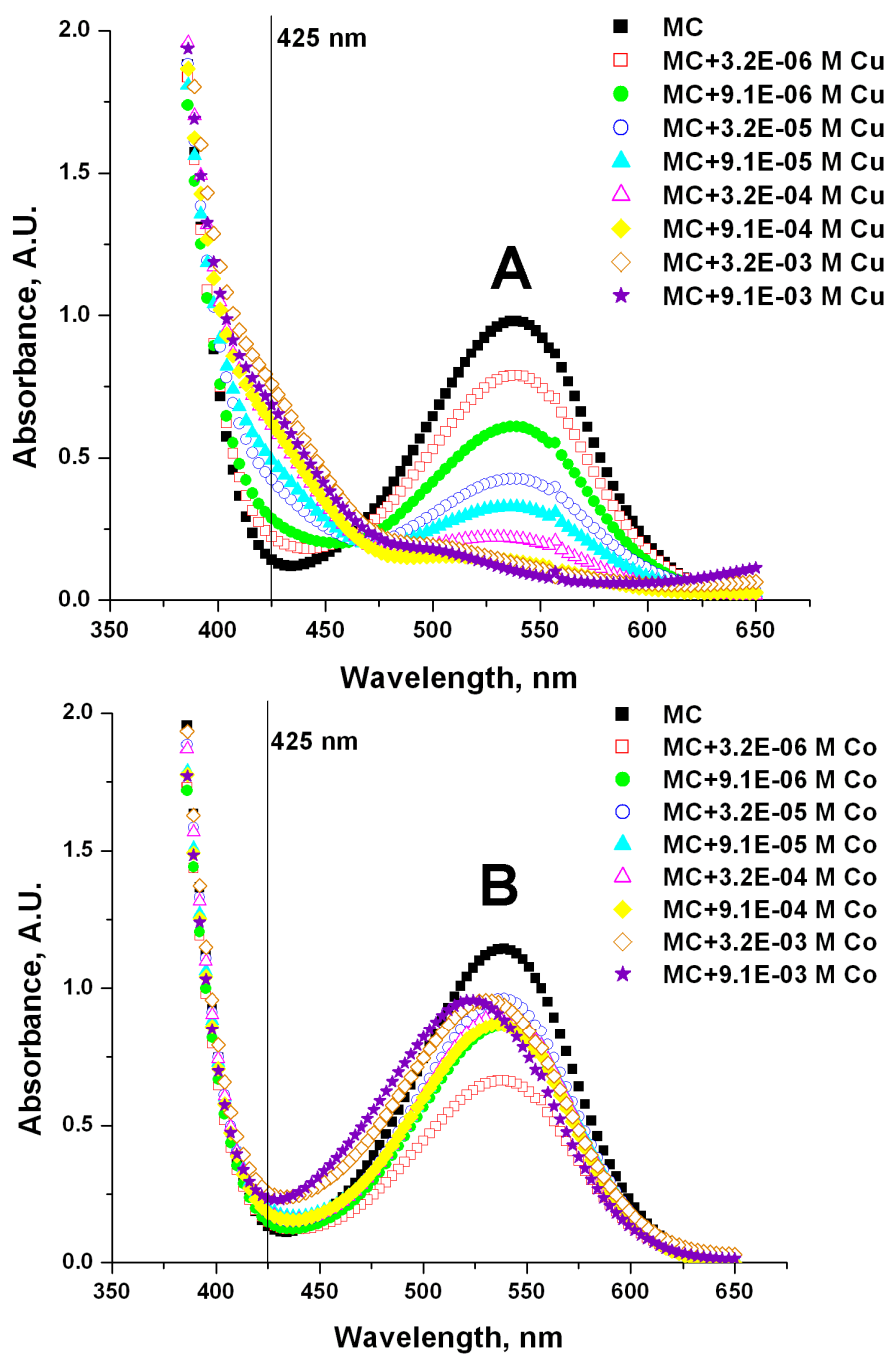 2.0
425 nm
MC
MC+3.2E-06 M Cu
MC+9.1E-06 M Cu
MC+3.2E-05 M Cu
MC+9.1E-05 M Cu
MC+3.2E-04 M Cu
MC+9.1E-04 M Cu
MC+3.2E-03 M Cu
MC+9.1E-03 M Cu
A
1.5
1.0
0.5
0.0
Absorbance, A.U.
350 400 450 500 550 600 650
Wavelength, nm
2.0
425 nm
MC
MC+3.2E-06 M Co
MC+9.1E-06 M Co
MC+3.2E-05 M Co
MC+9.1E-05 M Co
MC+3.2E-04 M Co
MC+9.1E-04 M Co
MC+3.2E-03 M Co
MC+9.1E-03 M Co
B
1.5
1.0
0.5
0.0
Absorbance, A.U.
350 400 450 500 550 600 650
Wavelength, nm